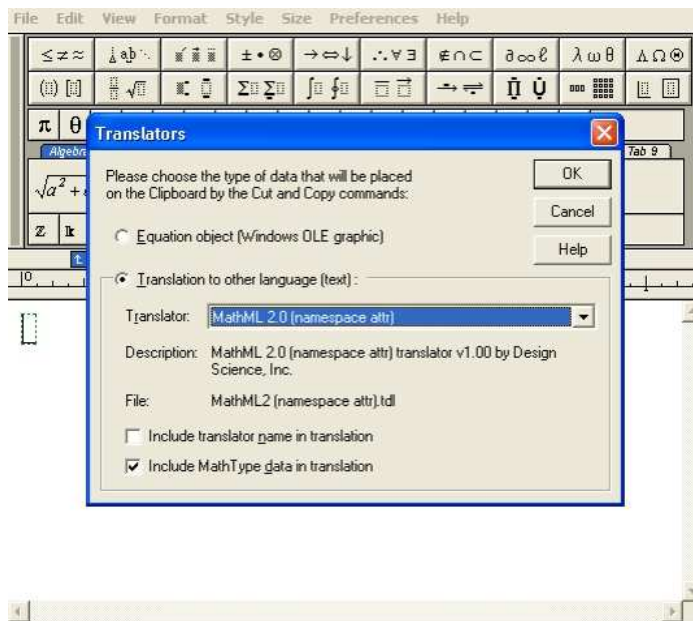 File Edit View Format Style Size Preferences Help
≤≠≈ ±•⊗ →⇔↓ ∴∀∃ ∉∩⊂ ∂∞ℓ λωθ ΛΩ⊛
π θ
Translators
Algebra
Tab 9
Please choose the type of data that will be placed
on the Clipboard by the Cut and Copy commands:
OK
Cancel
Help
Equation object (Windows OLE graphic)
Translation to other language (text) :
Translator: MathML 2.0 (namespace attr)
Description: MathML 2.0 (namespace attr) translator v1.00 by Design
Science, Inc.
File: MathML2 (namespace attr).tdl
Include translator name in translation
Include MathType data in translation